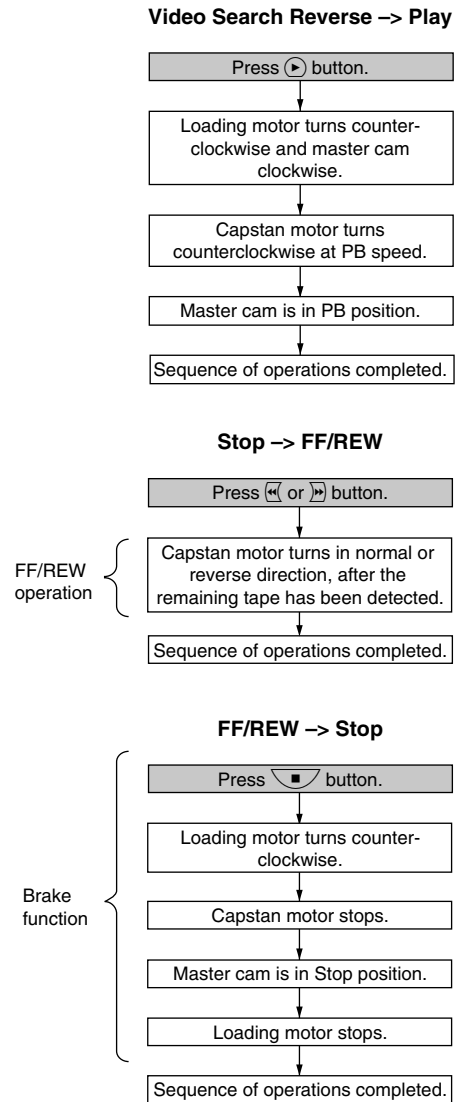 Video Search Reverse –> Play
Press button.
Loading motor turns counter-
clockwise and master cam
clockwise.
Capstan motor turns
counterclockwise at PB speed.
Master cam is in PB position.
Sequence of operations completed.
Stop –> FF/REW
Press or button.
FF/REW
operation
Capstan motor turns in normal or
reverse direction, after the
remaining tape has been detected.
Sequence of operations completed.
FF/REW –> Stop
Press button.
Loading motor turns counter-
clockwise.
Brake
function
Capstan motor stops.
Master cam is in Stop position.
Loading motor stops.
Sequence of operations completed.